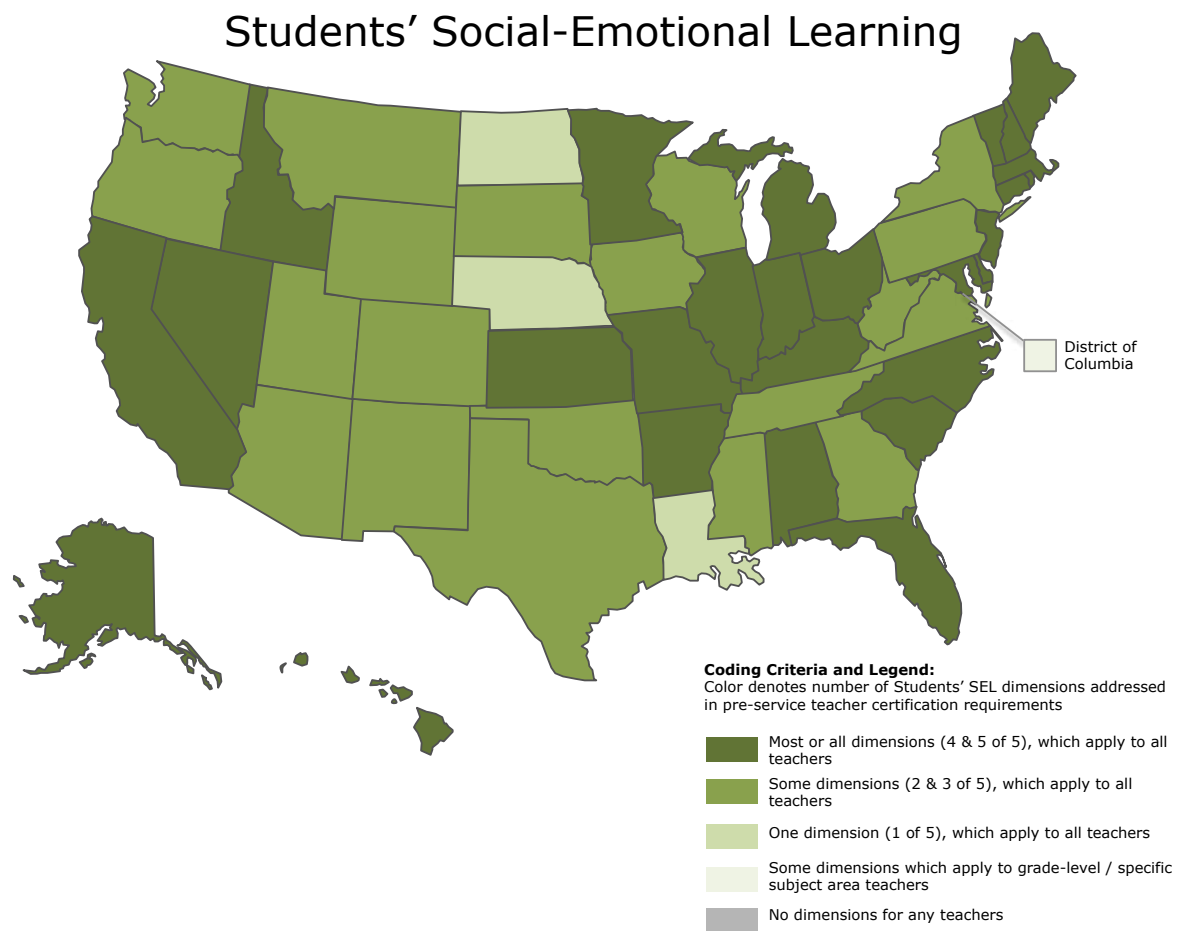 Students’ Social-Emotional Learning
District of
Columbia
Coding Criteria and Legend:
Color denotes number of Students’ SEL dimensions addressed
in pre-service teacher certification requirements
Most or all dimensions (4 & 5 of 5), which apply to all
teachers
Some dimensions (2 & 3 of 5), which apply to all
teachers
One dimension (1 of 5), which apply to all teachers
Some dimensions which apply to grade-level / specific
subject area teachers
No dimensions for any teachers